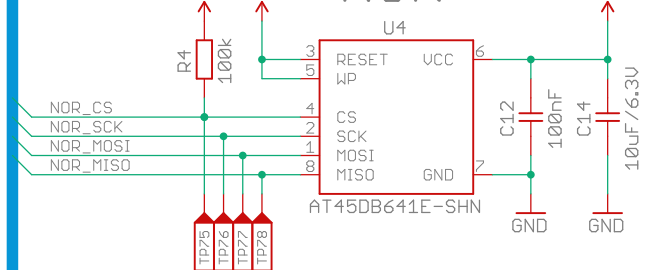 U4
R4
100k
3 RESET VCC 6
5 WP
NOR_CS 4 CS
NOR_SCK 2 SCK
NOR_MOSI 1 MOSI
NOR_MISO 8 MISO GND 7
C12
100nF
C14
10uF/6.3V
AT45DB641E-SHN
GND
GND
TP75
TP76
TP77
TP78